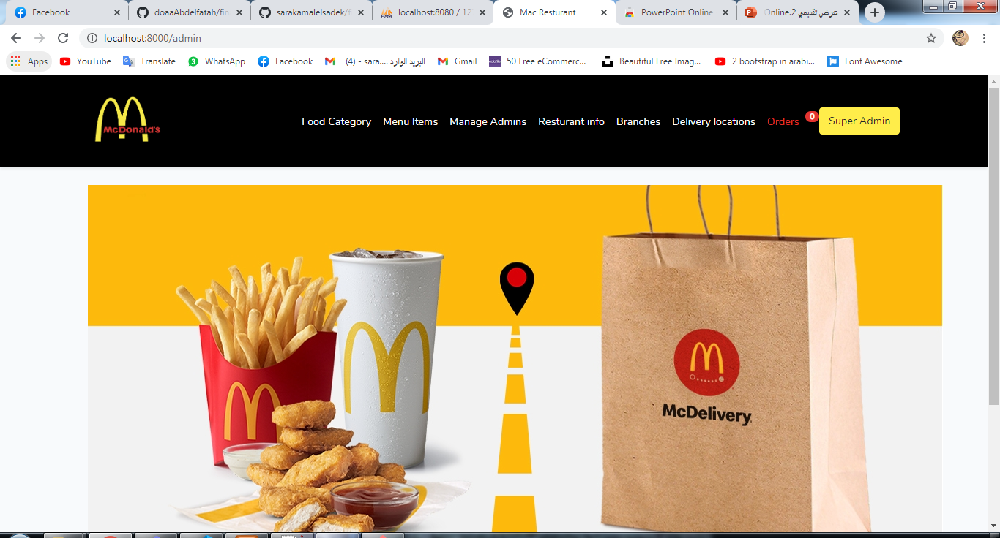 Facebook
doaaAbdelfatah/fin
sarakamalelsadek/f
localhost:8080 / 12
Mac Resturant
PowerPoint Online
عرض تقديمي 2.Online
localhost:8000/admin
Apps
YouTube
Translate
3
WhatsApp
Facebook
البريد الوارد (4) - sara....
Gmail
50 Free eCommerc...
Beautiful Free Imag...
2 bootstrap in arabi...
Font Awesome
McDonald's
Food Category
Menu Items
Manage Admins
Resturant info
Branches
Delivery locations
Orders
0
Super Admin
McDelivery